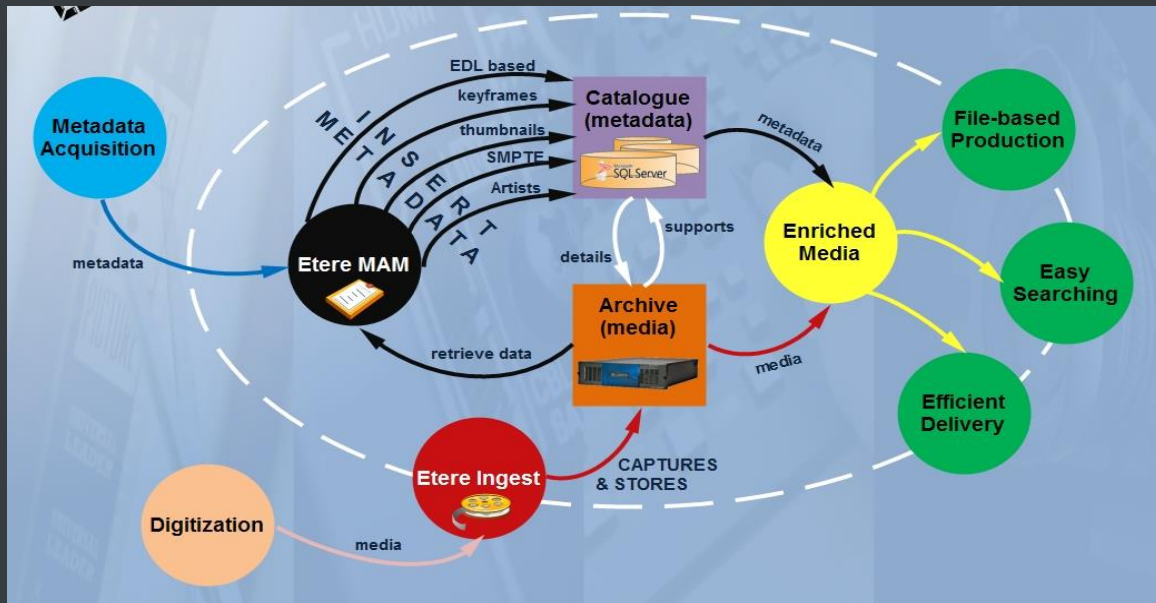 EDL based
keyframes
thumbnails
SMPTE
Artists
INSERT
METADATA
Metadata
Acquisition
metadata
Etere MAM
Catalogue
(metadata)
SQL Server
metadata
details
supports
Archive
(media)
retrieve data
media
Enriched
Media
File-based
Production
Easy
Searching
Efficient
Delivery
Etere Ingest
CAPTURES
& STORES
Digitization
media